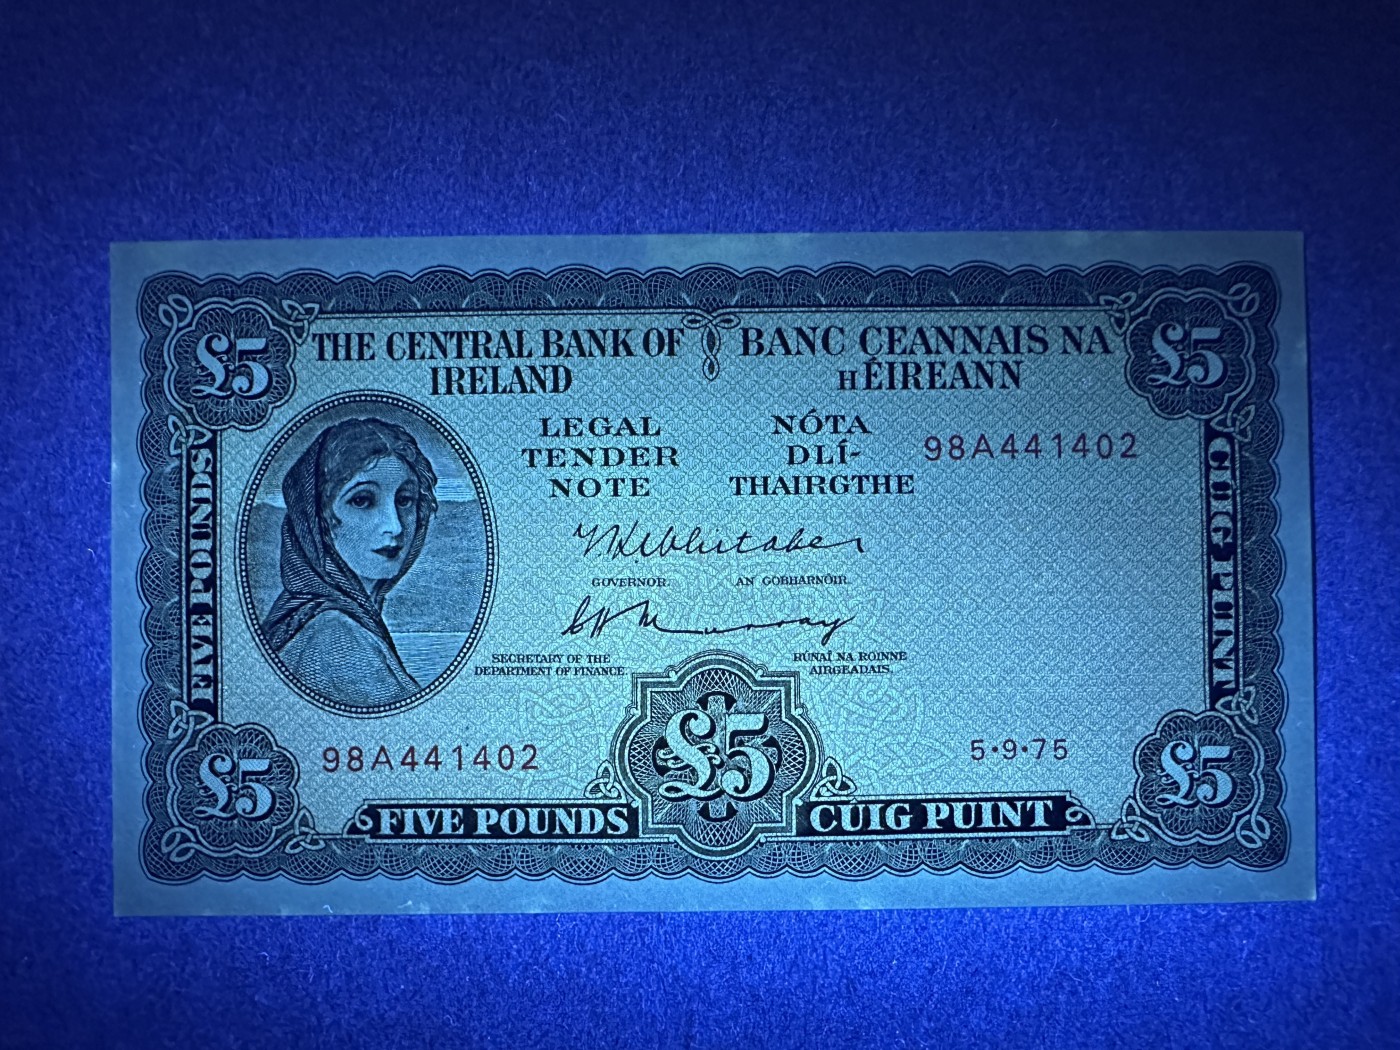 £5
THE CENTRAL BANK OF
IRELAND
BANC CEANNAIS NA
hÉIREANN
£5
LEGAL
TENDER
NOTE
NÓTA
DLÍ-
THAIRGTHE
98A441402
FIVE POUNDS
CÚIG PUINT
T.K. Whitaker
GOVERNOR.
AN GOBHARNÓIR.
C H Murray
SECRETARY OF THE
DEPARTMENT OF FINANCE
RÚNAÍ NA ROINNE
AIRGEADAIS.
98A441402
5·9·75
£5
£5
£5
FIVE POUNDS
CÚIG PUINT